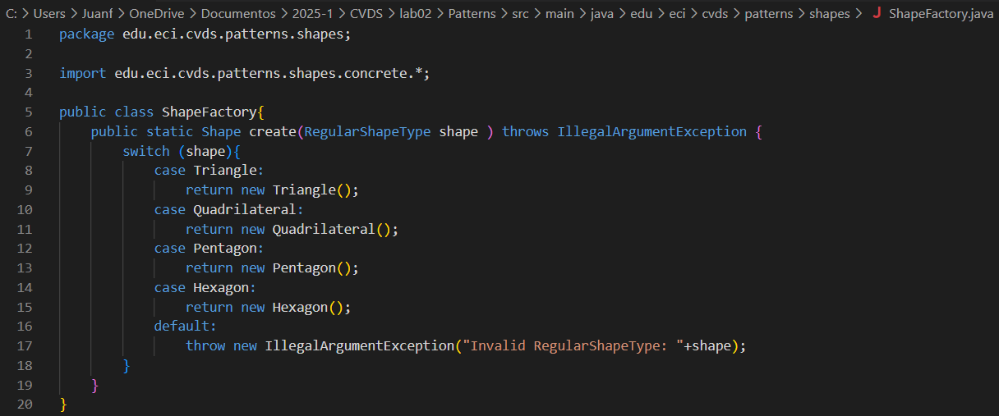 C: > Users > Juanf > OneDrive > Documentos > 2025-1 > CVDS > lab02 > Patterns > src > main > java > edu > eci > cvds > patterns > shapes > J ShapeFactory.java
1 package edu.eci.cvds.patterns.shapes;
2
3 import edu.eci.cvds.patterns.shapes.concrete.*;
4
5 public class ShapeFactory{
6     public static Shape create(RegularShapeType shape ) throws IllegalArgumentException {
7         switch (shape){
8             case Triangle:
9                 return new Triangle();
10             case Quadrilateral:
11                 return new Quadrilateral();
12             case Pentagon:
13                 return new Pentagon();
14             case Hexagon:
15                 return new Hexagon();
16             default:
17                 throw new IllegalArgumentException("Invalid RegularShapeType: "+shape);
18         }
19     }
20 }